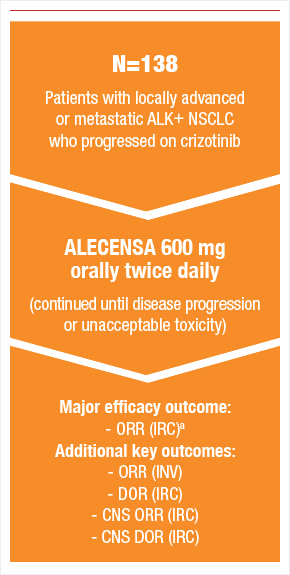 N=138
Patients with locally advanced
or metastatic ALK+ NSCLC
who progressed on crizotinib
ALECENSA 600 mg
orally twice daily
(continued until disease progression
or unacceptable toxicity)
Major efficacy outcome:
- ORR (IRC)ª
Additional key outcomes:
- ORR (INV)
- DOR (IRC)
- CNS ORR (IRC)
- CNS DOR (IRC)